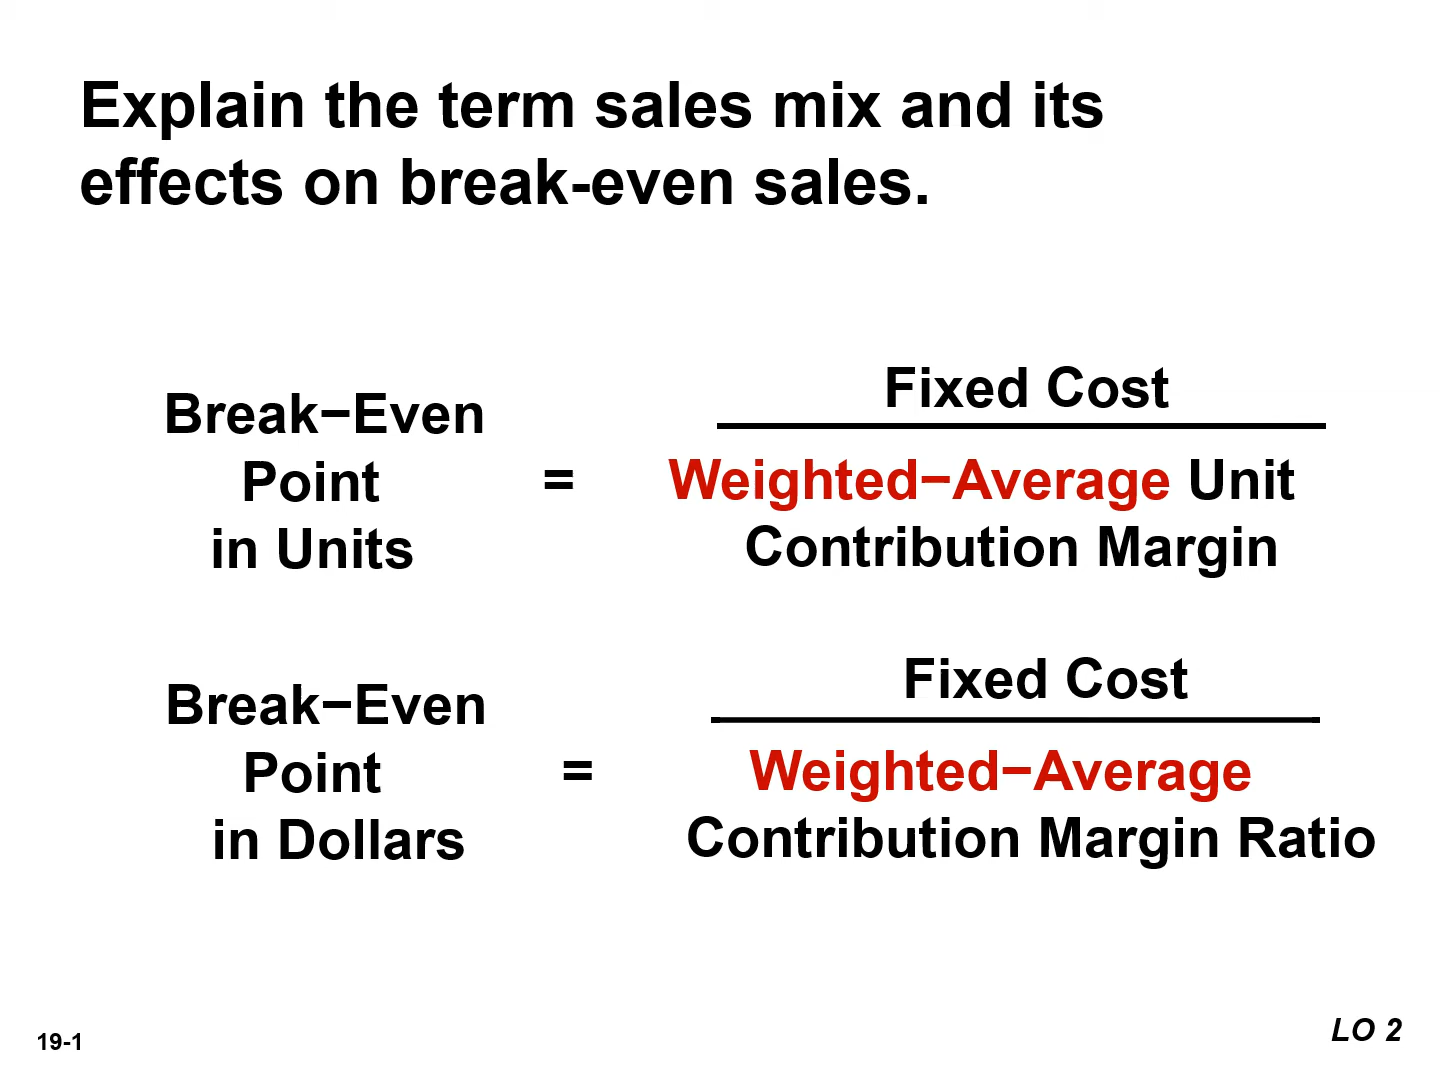 Explain the term sales mix and its
effects on break-even sales.
Break−Even
Point
in Units
=
Fixed Cost
Weighted−Average Unit
Contribution Margin
Break−Even
Point
in Dollars
=
Fixed Cost
Weighted−Average
Contribution Margin Ratio
19-1
LO 2